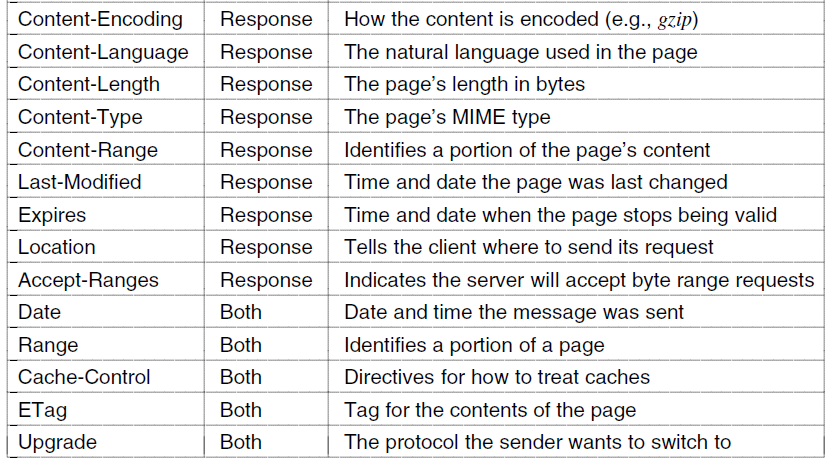 Content-Encoding Response How the content is encoded (e.g., gzip)
Content-Language Response The natural language used in the page
Content-Length Response The page's length in bytes
Content-Type Response The page's MIME type
Content-Range Response Identifies a portion of the page's content
Last-Modified Response Time and date the page was last changed
Expires Response Time and date when the page stops being valid
Location Response Tells the client where to send its request
Accept-Ranges Response Indicates the server will accept byte range requests
Date Both Date and time the message was sent
Range Both Identifies a portion of a page
Cache-Control Both Directives for how to treat caches
ETag Both Tag for the contents of the page
Upgrade Both The protocol the sender wants to switch to